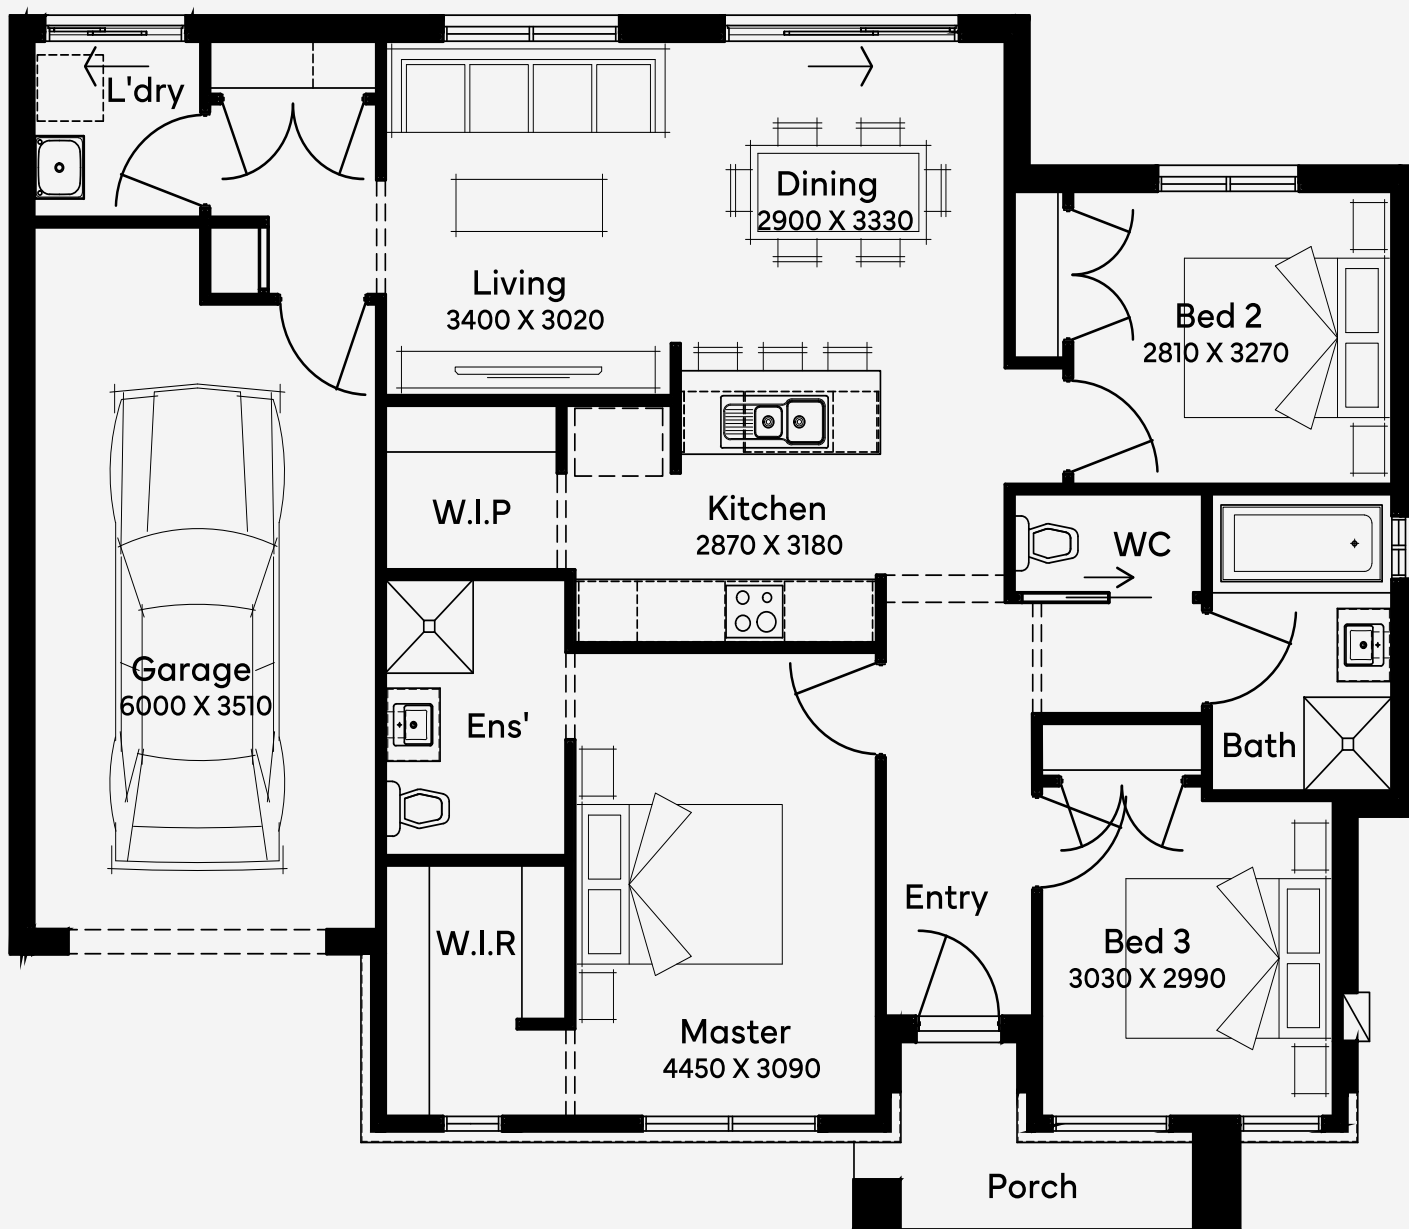 L'dry
Dining
2900 X 3330
Living
3400 X 3020
Bed 2
2810 X 3270
W.I.P
Kitchen
2870 X 3180
WC
Garage
6000 X 3510
Ens'
Bath
Entry
W.I.R
Bed 3
3030 X 2990
Master
4450 X 3090
Porch